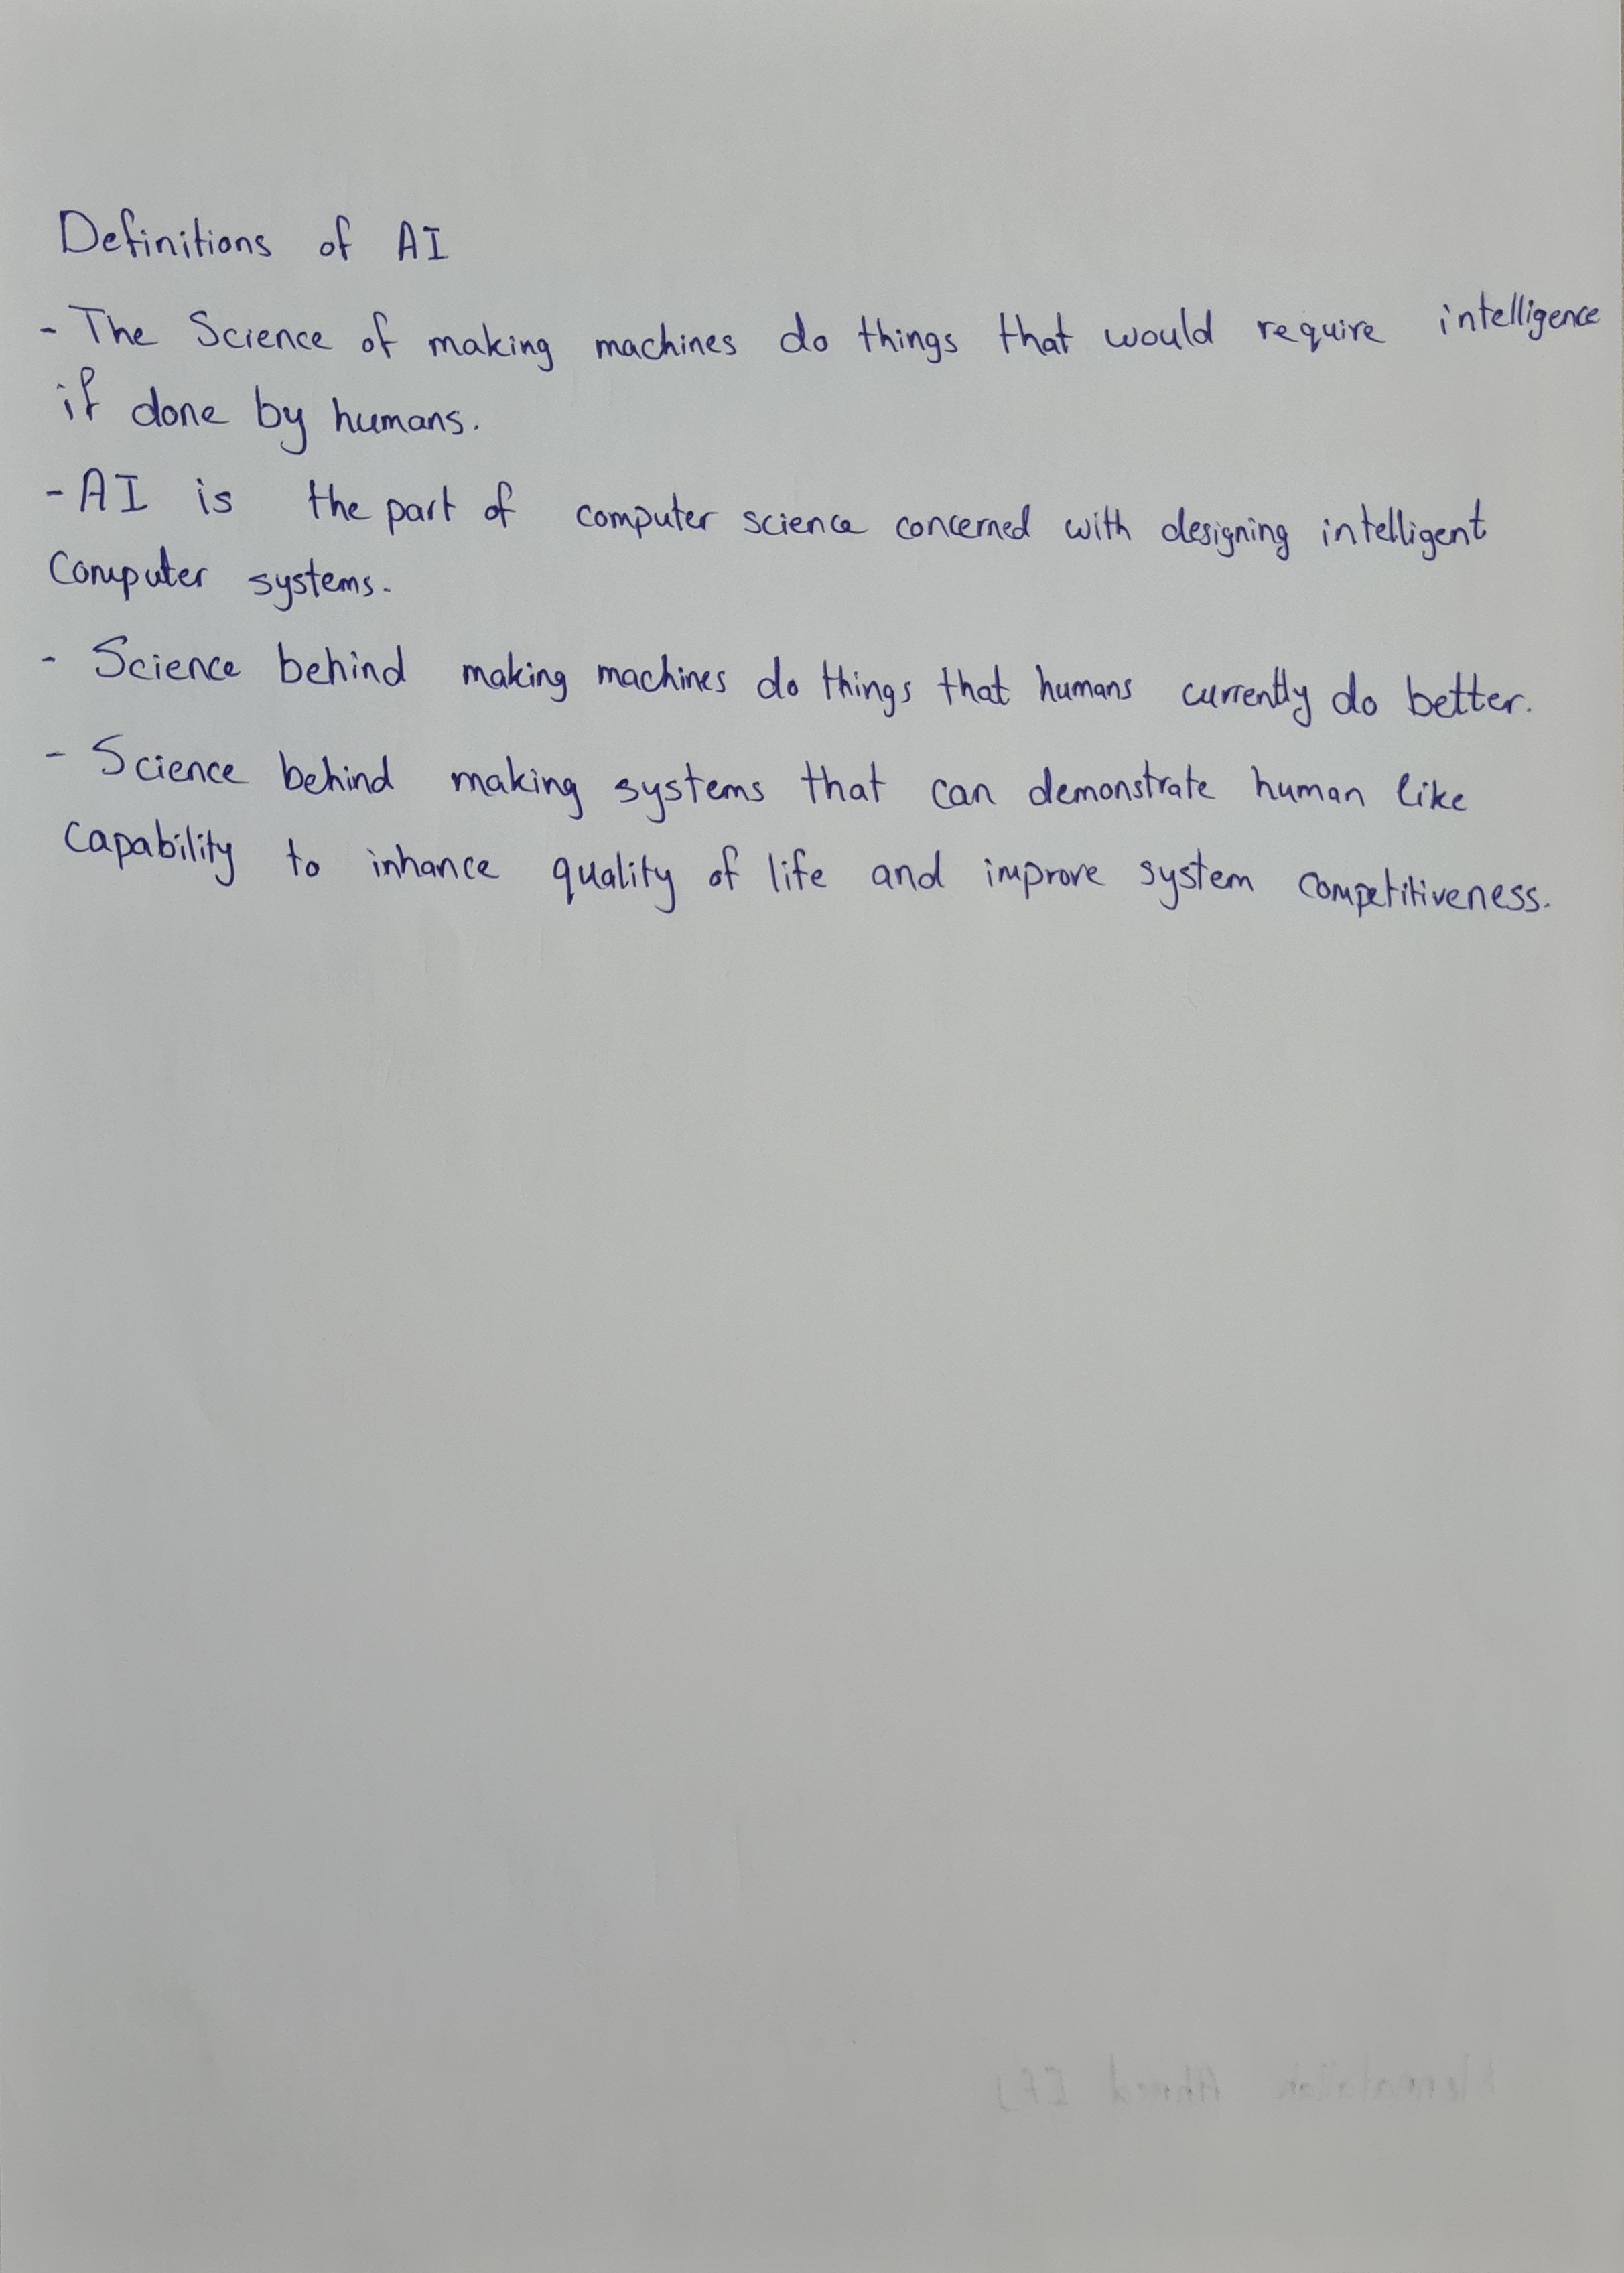 Definitions of AI
- The Science of making machines do things that would require intelligence
if done by humans.
- AI is the part of computer science concerned with designing intelligent
Computer systems.
- Science behind making machines do things that humans currently do better.
- Science behind making systems that can demonstrate human like
Capability to inhance quality of life and improve system competitiveness.